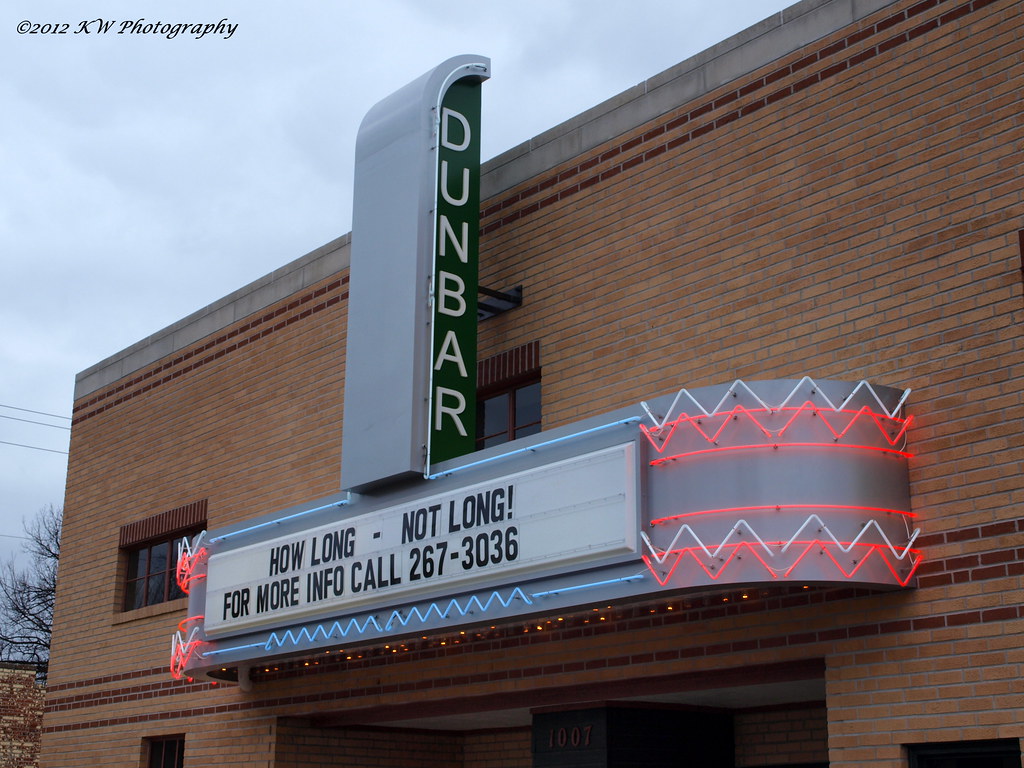 ©2012 KW Photography
DUNBAR
HOW LONG - NOT LONG!
FOR MORE INFO CALL 267-3036
1007